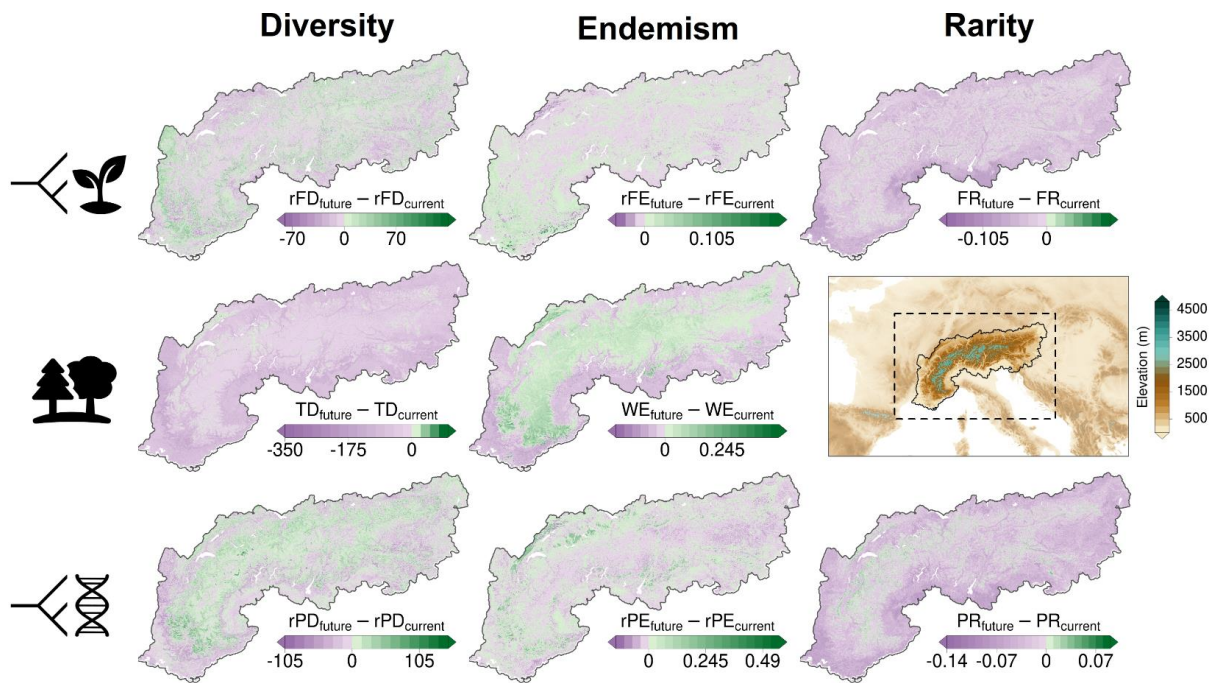 Diversity Endemism Rarity
rFDfuture – rFDcurrent
-70 0 70
rFEfuture – rFEcurrent
0 0.105
FRfuture – FRcurrent
-0.105 0
TDfuture – TDcurrent
-350 -175 0
WEfuture – WEcurrent
0 0.245
Elevation (m)
4500
3500
2500
1500
500
rPDfuture – rPDcurrent
-105 0 105
rPEfuture – rPEcurrent
0 0.245 0.49
PRfuture – PRcurrent
-0.14 -0.07 0 0.07